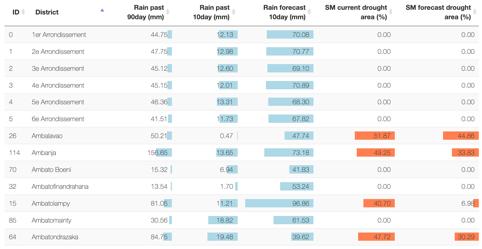 ID District Rain past 90day (mm) Rain past 10day (mm) Rain forecast 10day (mm) SM current drought area (%) SM forecast drought area (%)
0 1er Arrondissement 44.75 12.13 70.08 0.00 0.00
1 2e Arrondissement 47.75 12.98 70.77 0.00 0.00
3 3e Arrondissement 45.12 12.60 69.10 0.00 0.00
4 4e Arrondissement 45.15 12.01 70.89 0.00 0.00
4 5e Arrondissement 46.36 13.31 68.30 0.00 0.00
5 6e Arrondissement 41.51 11.73 67.82 0.00 0.00
26 Ambalavao 50.21 0.47 47.74 51.87 44.86
114 Ambanja 156.65 13.65 73.18 49.25 33.83
70 Ambato Boeni 15.32 6.94 41.83 0.00 0.00
32 Ambatofinandrahana 13.54 1.70 53.24 0.00 0.00
15 Ambatolampy 81.06 11.21 96.86 40.70 6.98
85 Ambatomainty 30.56 18.82 61.53 0.00 0.00
64 Ambatondrazaka 84.76 19.48 39.62 47.72 30.29